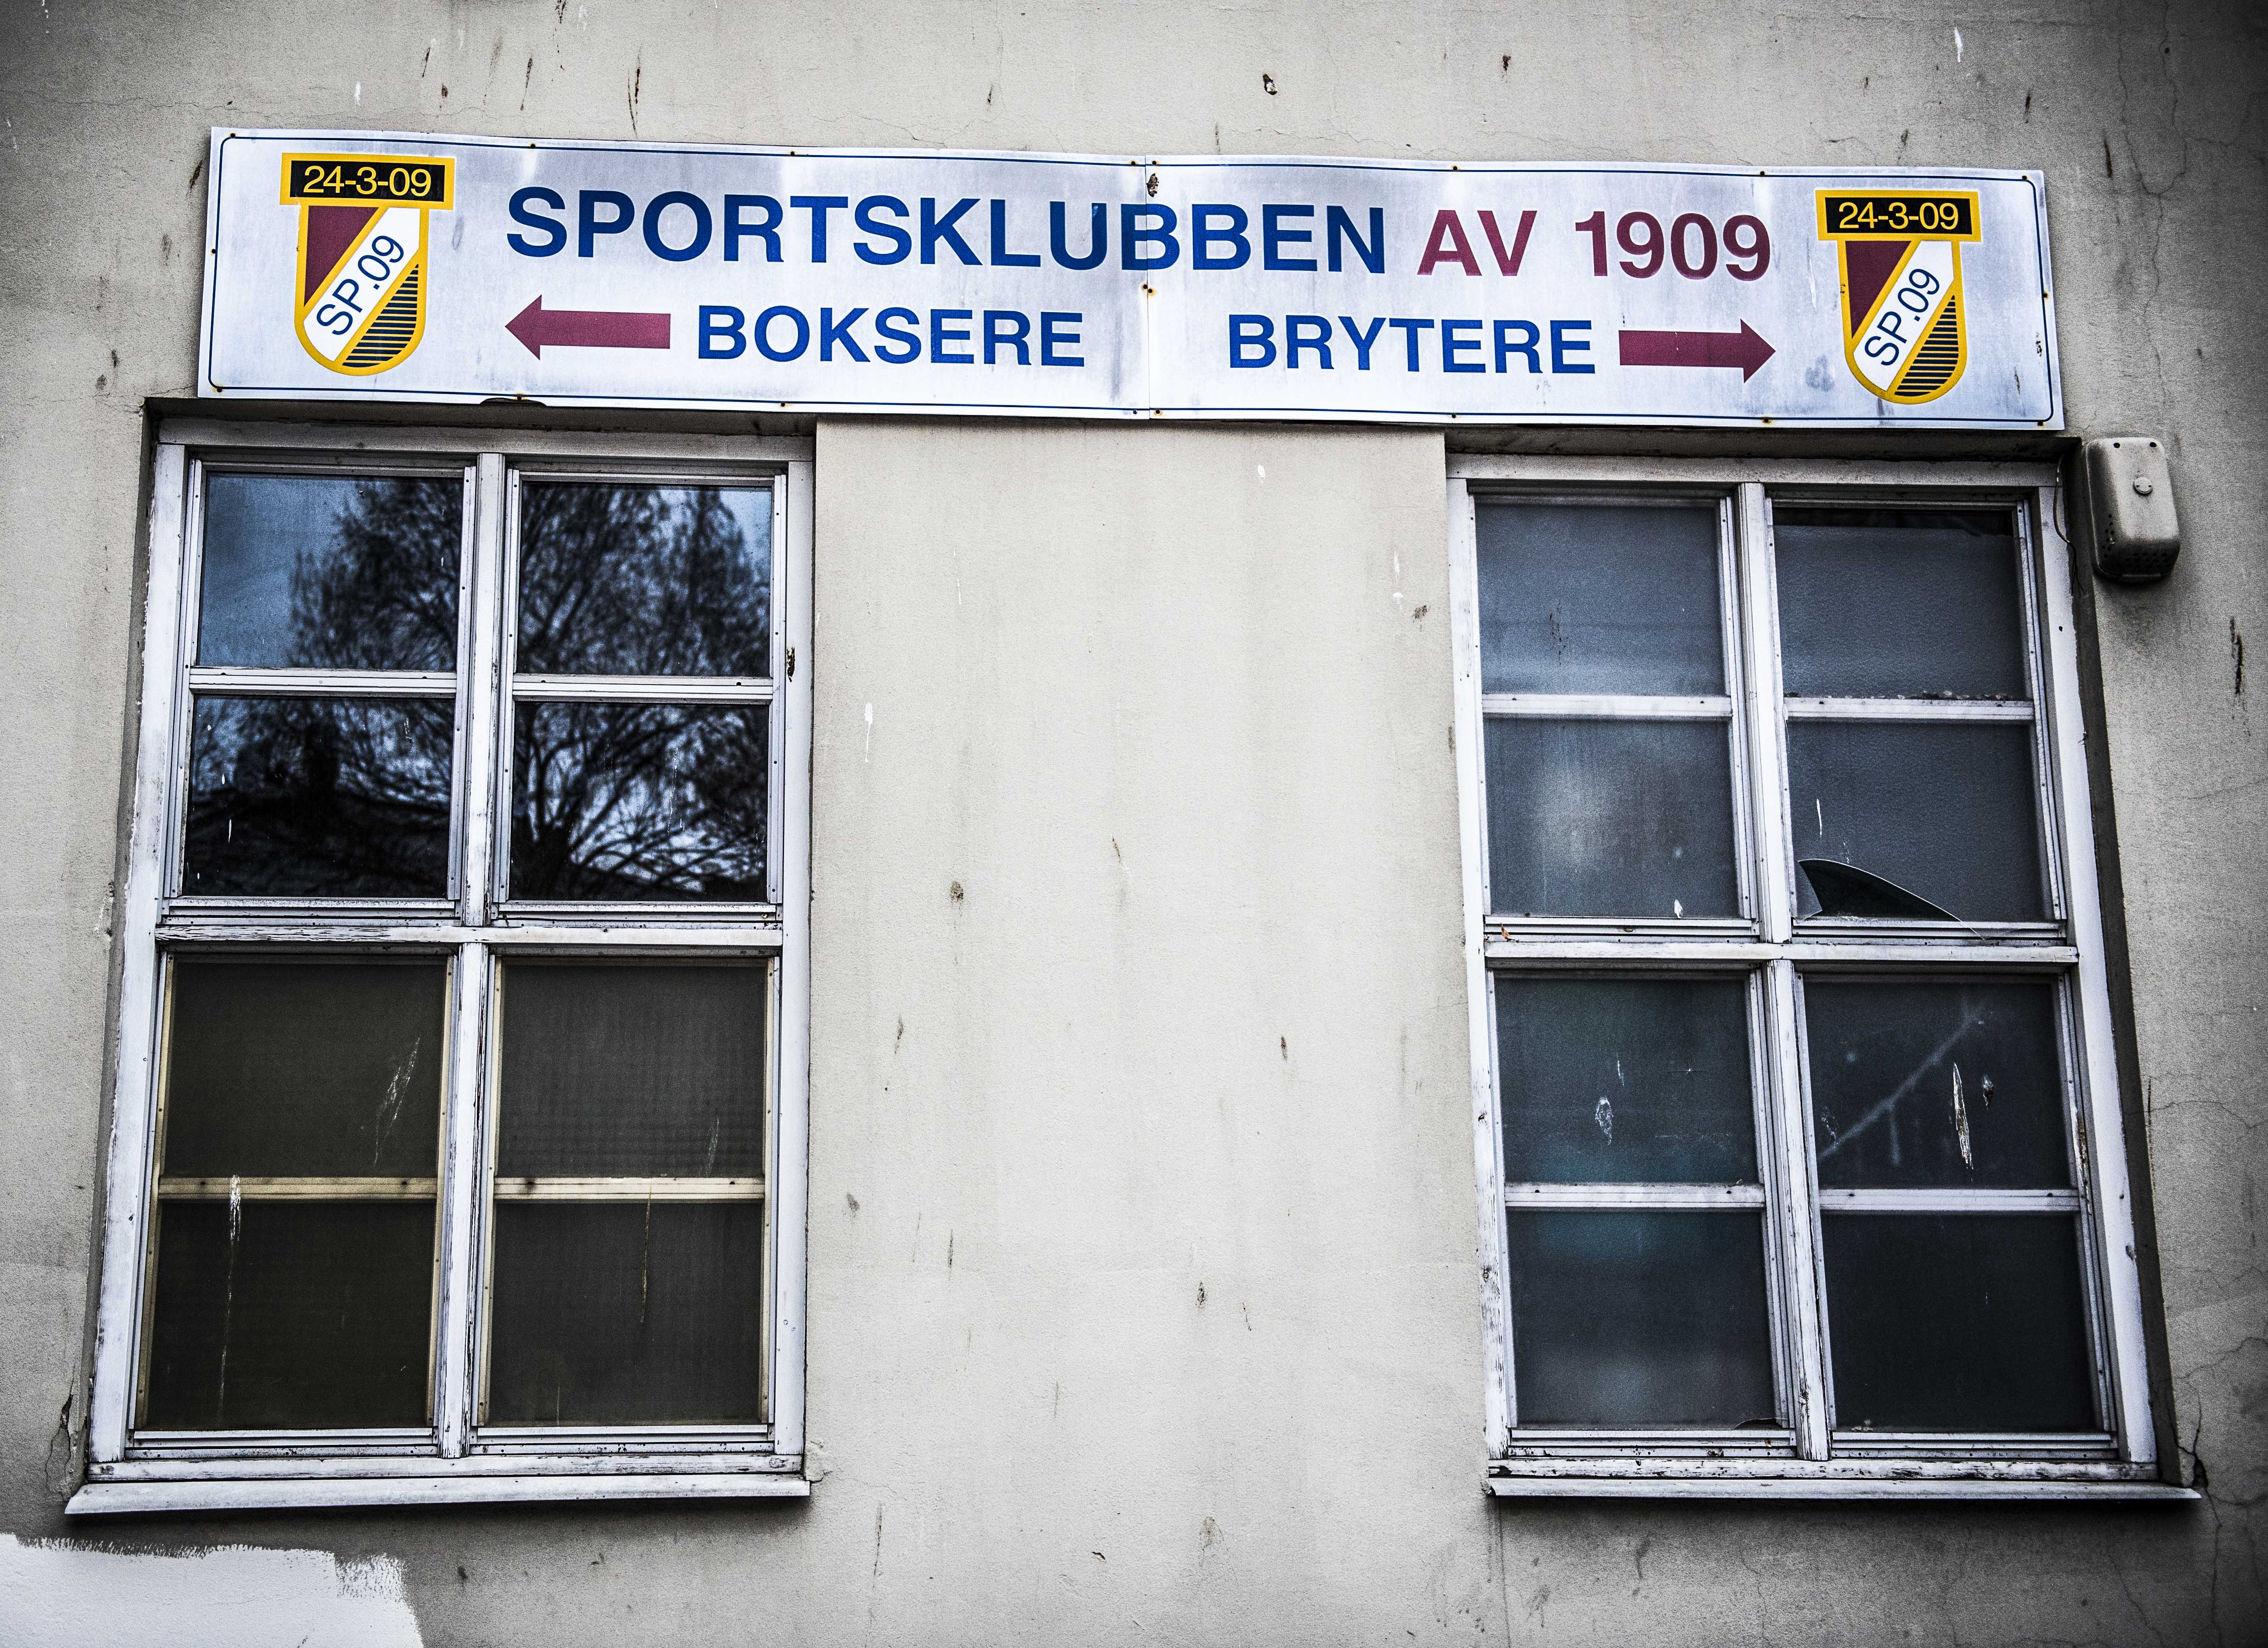 24-3-09
SP.09
SPORTSKLUBBEN AV 1909
BOKSERE BRYTERE
24-3-09
SP.09